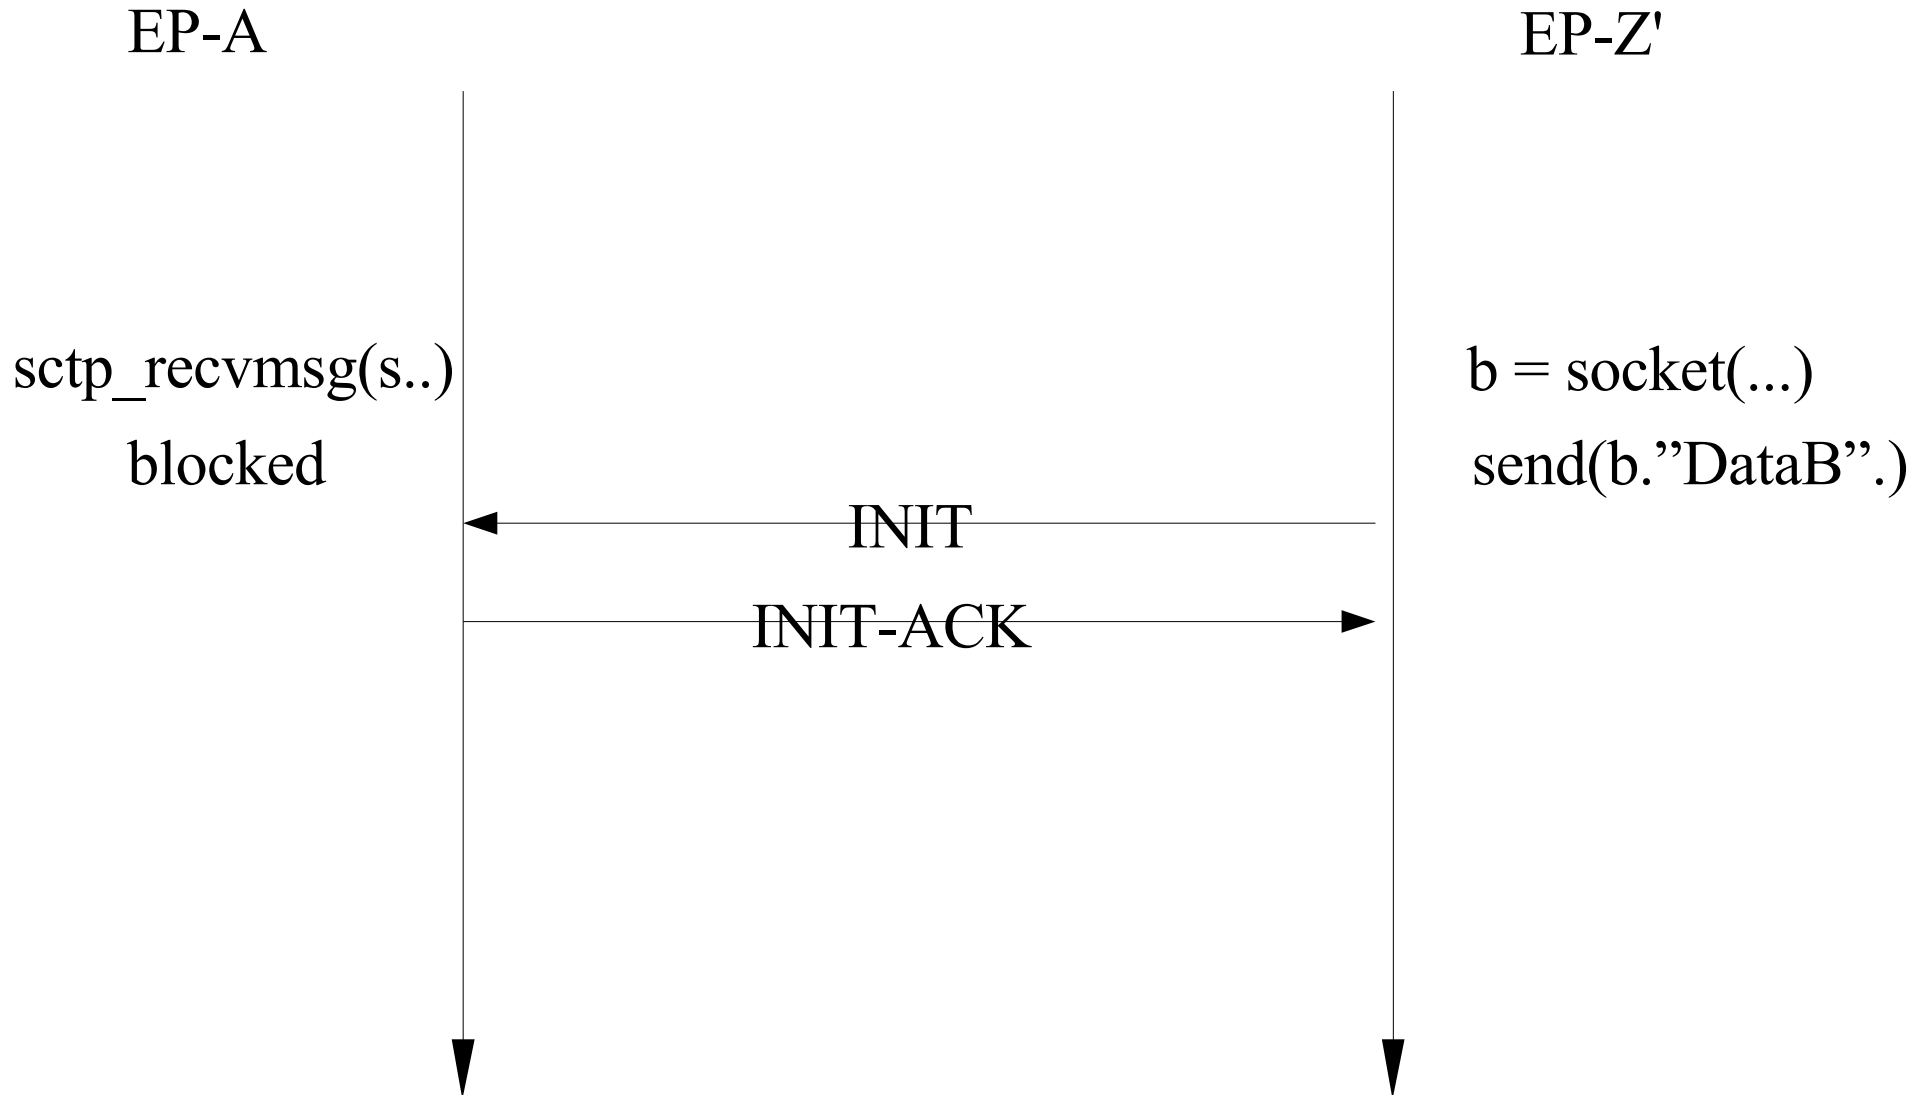 EP-A
EP-Z'
sctp_recvmsg(s..)
b = socket(...)
blocked
send(b.”DataB”.)
INIT
INIT-ACK